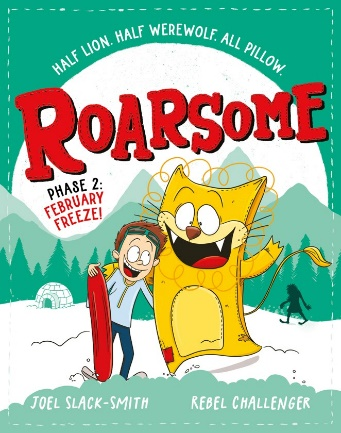 HALF LION. HALF WEREWOLF. ALL PILLOW.
ROARSOME
PHASE 2:
FEBRUARY
FREEZE!
JOEL SLACK-SMITH REBEL CHALLENGER